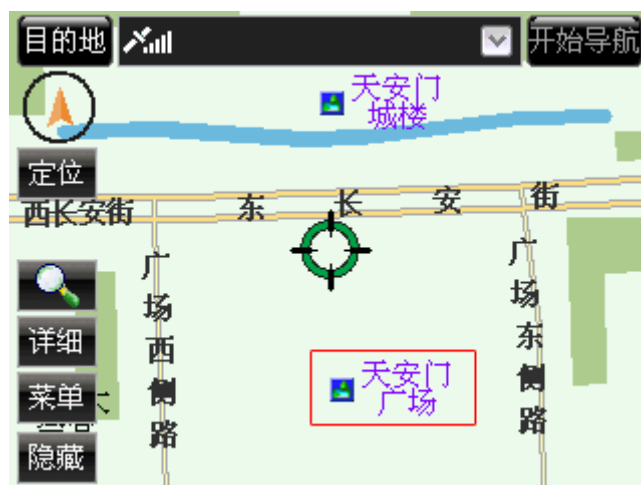 目的地
开始导航
天安门
城楼
定位
西长安街
东长安街
广场西侧路
广场东侧路
详细
天安门
广场
菜单
隐藏